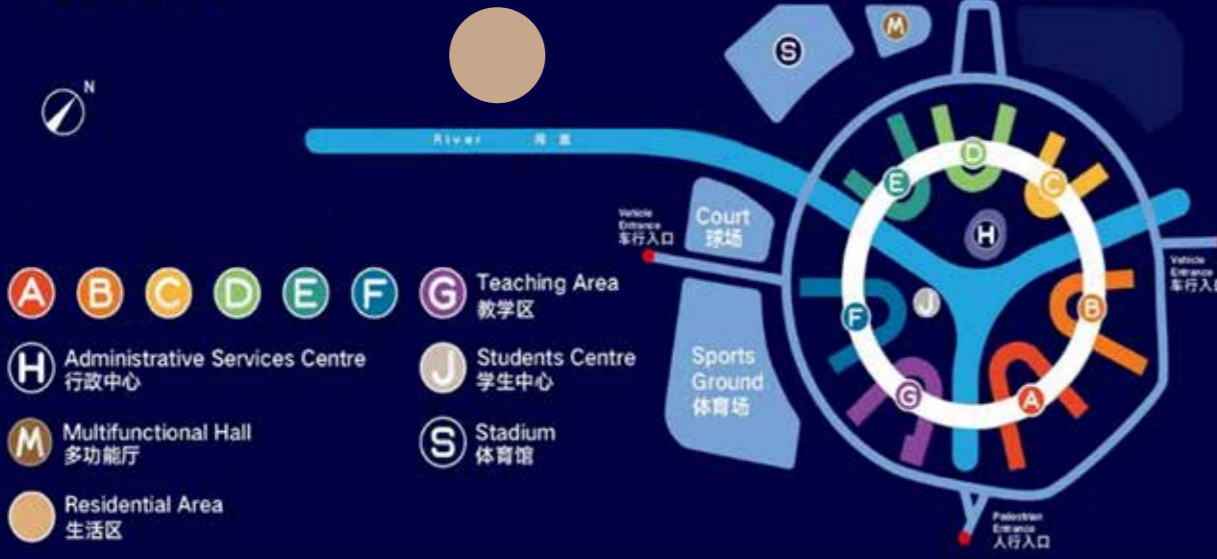 N
S
M
River 河流
D
E
C
H
Court
球场
Vehicle
Entrance
车行入口
Vehicle
Entrance
车行入口
J
B
F
A B C D E F G Teaching Area
教学区
H Administrative Services Centre
行政中心
J Students Centre
学生中心
Sports
Ground
体育场
G
A
M Multifunctional Hall
多功能厅
S Stadium
体育馆
Residential Area
生活区
Pedestrian
Entrance
人行入口